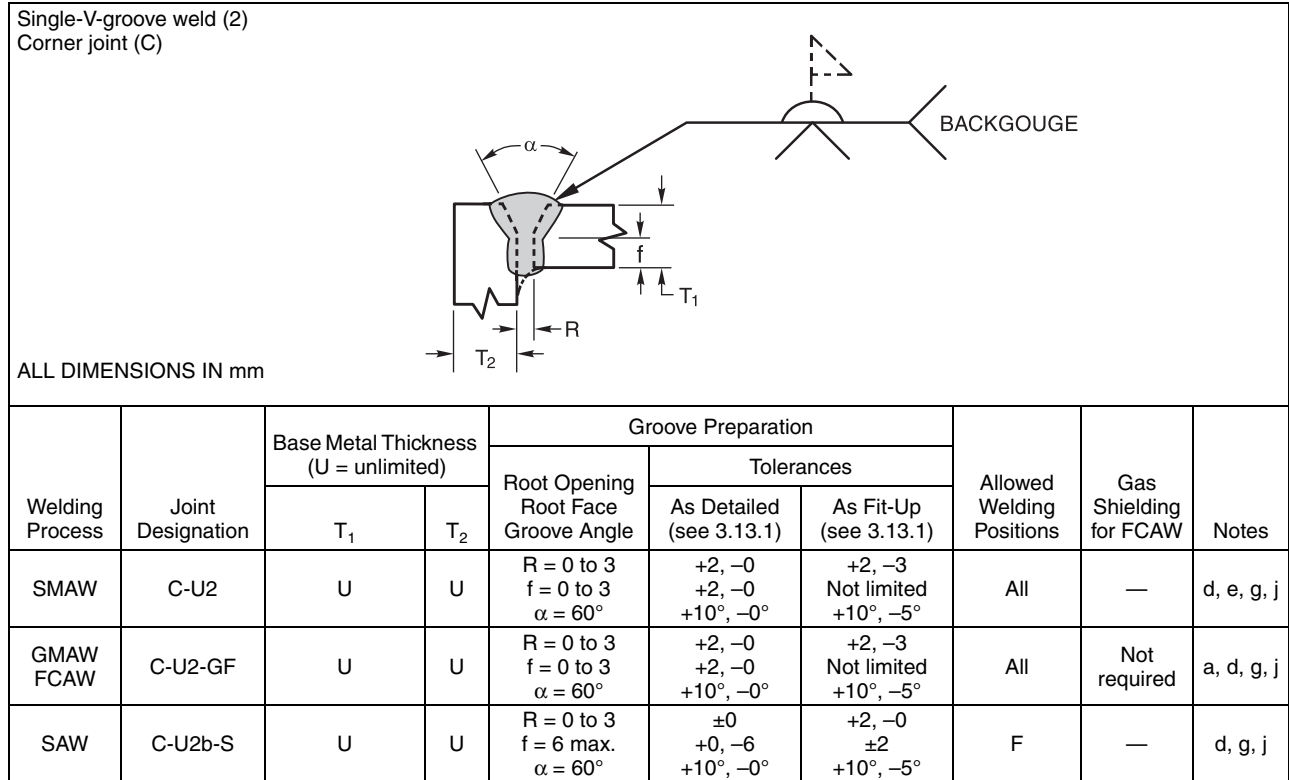 Single-V-groove weld (2)
Corner joint (C)
BACKGOUGE
α
f
T1
R
T2
ALL DIMENSIONS IN mm
Welding Process
Joint Designation
Base Metal Thickness (U = unlimited)
T1
T2
Groove Preparation
Root Opening
Root Face
Groove Angle
Tolerances
As Detailed (see 3.13.1)
As Fit-Up (see 3.13.1)
Allowed Welding Positions
Gas Shielding for FCAW
Notes
SMAW C-U2 U U R = 0 to 3 +2, –0 +2, –3 All — d, e, g, j
f = 0 to 3 +2, –0 Not limited
α = 60° +10°, –0° +10°, –5°
GMAW FCAW C-U2-GF U U R = 0 to 3 +2, –0 +2, –3 All Not required a, d, g, j
f = 0 to 3 +2, –0 Not limited
α = 60° +10°, –0° +10°, –5°
SAW C-U2b-S U U R = 0 to 3 ±0 +2, –0 F — d, g, j
f = 6 max. +0, –6 ±2
α = 60° +10°, –0° +10°, –5°